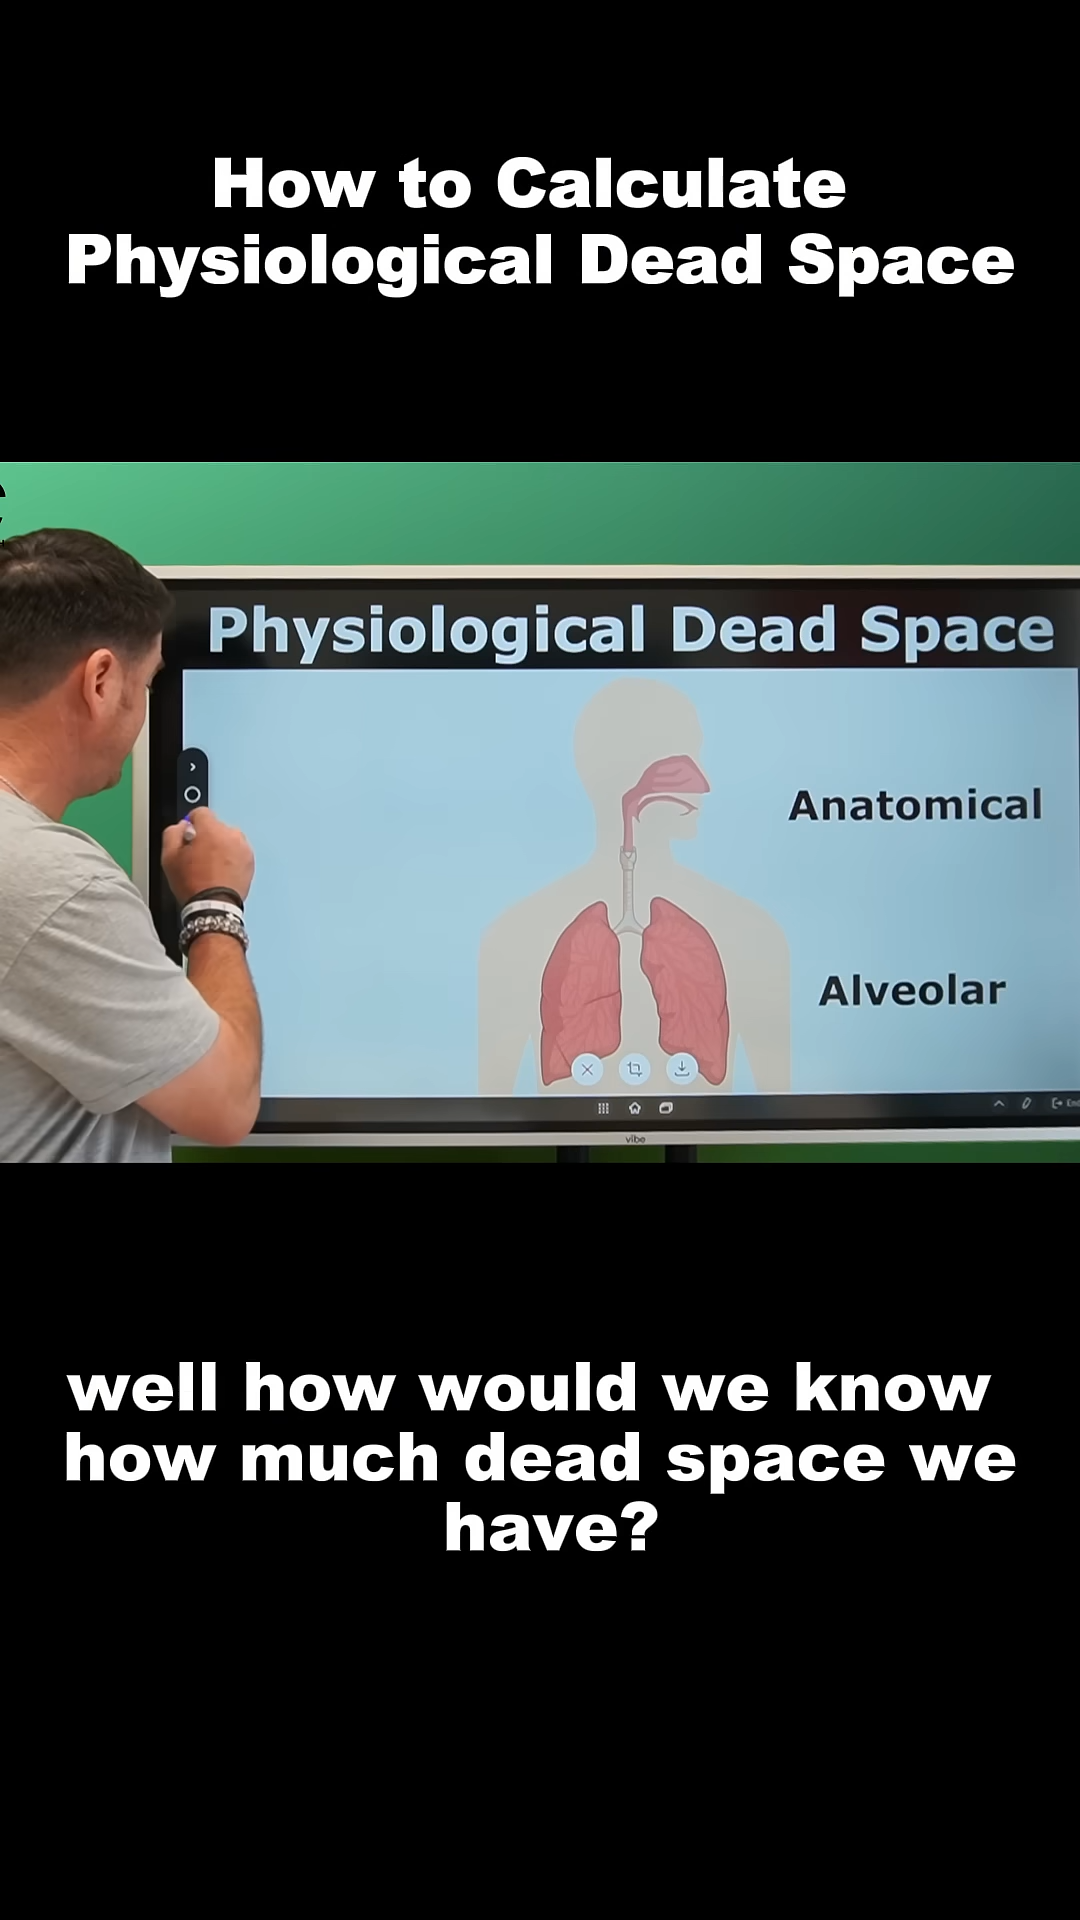 How to Calculate
Physiological Dead Space
Physiological Dead Space
Anatomical
Alveolar
vibe
well how would we know
how much dead space we
have?